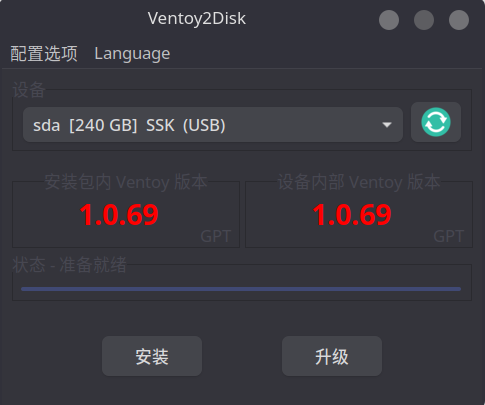 Ventoy2Disk
配置选项 Language
设备
sda [240 GB] SSK (USB)
安装包内 Ventoy 版本
1.0.69
GPT
设备内部 Ventoy 版本
1.0.69
GPT
状态 - 准备就绪
安装 升级